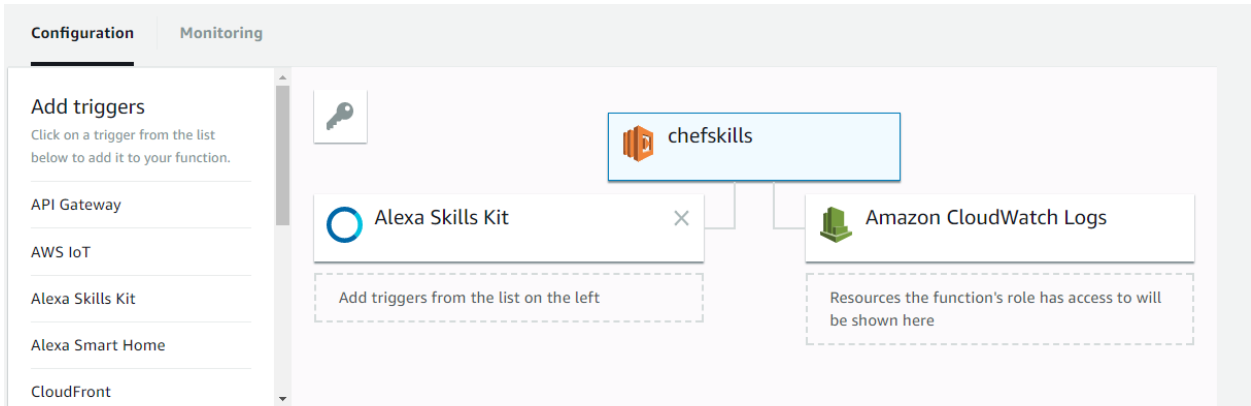 Configuration
Monitoring
Add triggers
Click on a trigger from the list
below to add it to your function.
API Gateway
AWS IoT
Alexa Skills Kit
Alexa Smart Home
CloudFront
chefskills
Alexa Skills Kit
Add triggers from the list on the left
Amazon CloudWatch Logs
Resources the function's role has access to will
be shown here